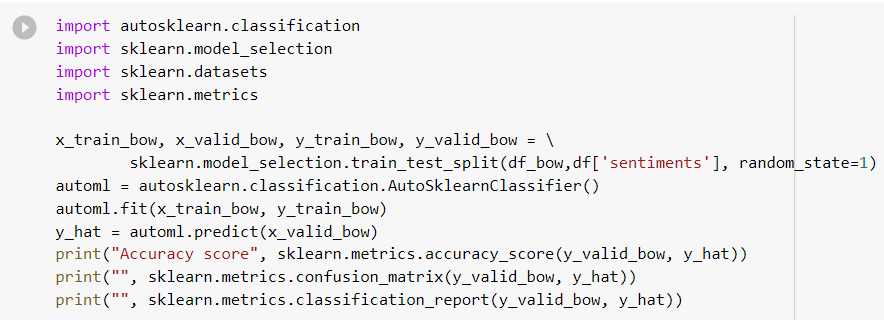 import autosklearn.classification
import sklearn.model_selection
import sklearn.datasets
import sklearn.metrics

x_train_bow, x_valid_bow, y_train_bow, y_valid_bow = \
        sklearn.model_selection.train_test_split(df_bow,df['sentiments'], random_state=1)
automl = autosklearn.classification.AutoSklearnClassifier()
automl.fit(x_train_bow, y_train_bow)
y_hat = automl.predict(x_valid_bow)
print("Accuracy score", sklearn.metrics.accuracy_score(y_valid_bow, y_hat))
print("", sklearn.metrics.confusion_matrix(y_valid_bow, y_hat))
print("", sklearn.metrics.classification_report(y_valid_bow, y_hat))